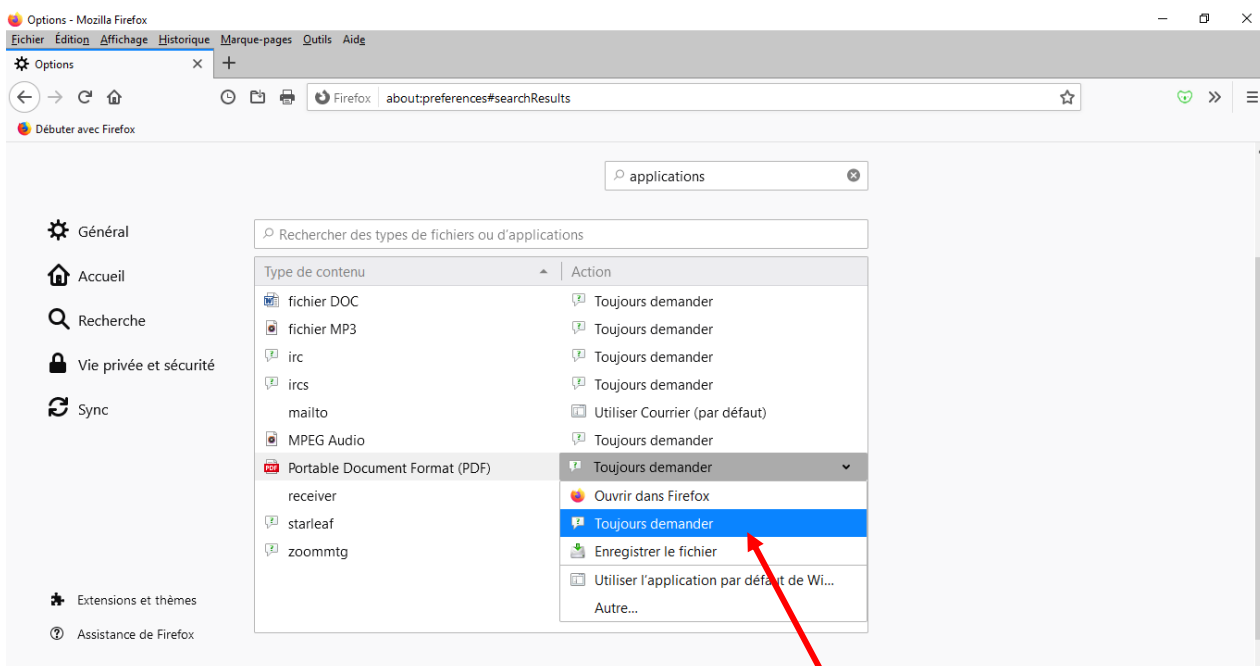 Options - Mozilla Firefox
Fichier Édition Affichage Historique Marque-pages Outils Aide
Options
Firefox about:preferences#searchResults
Débuter avec Firefox
applications
Général
Accueil
Recherche
Vie privée et sécurité
Sync
Extensions et thèmes
Assistance de Firefox
Rechercher des types de fichiers ou d'applications
Type de contenu Action
fichier DOC Toujours demander
fichier MP3 Toujours demander
irc Toujours demander
ircs Toujours demander
mailto Utiliser Courrier (par défaut)
MPEG Audio Toujours demander
Portable Document Format (PDF) Toujours demander
receiver Ouvrir dans Firefox
starleaf Toujours demander
zoommtg Enregistrer le fichier
Utiliser l'application par défaut de Wi...
Autre...